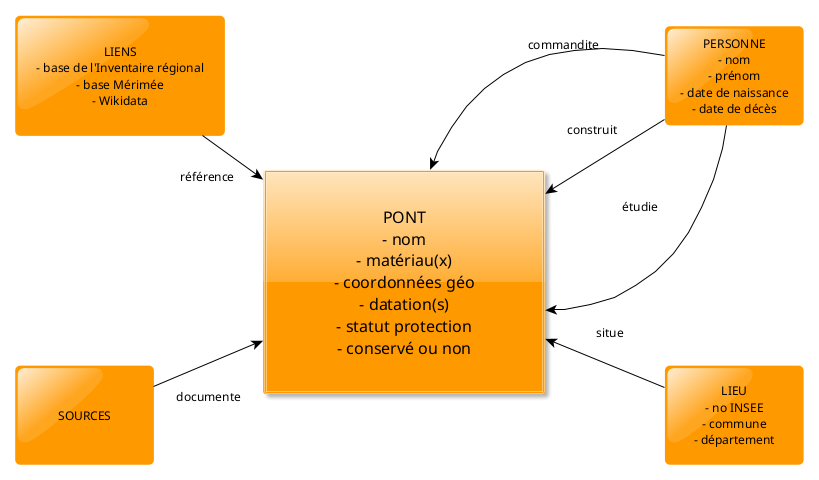 LIENS
- base de l'Inventaire régional
- base Mérimée
- Wikidata
commandite
PERSONNE
- nom
- prénom
- date de naissance
- date de décès
construit
référence
étudie
PONT
- nom
- matériau(x)
- coordonnées géo
- datation(s)
- statut protection
- conservé ou non
situe
documente
SOURCES
LIEU
- no INSEE
- commune
- département